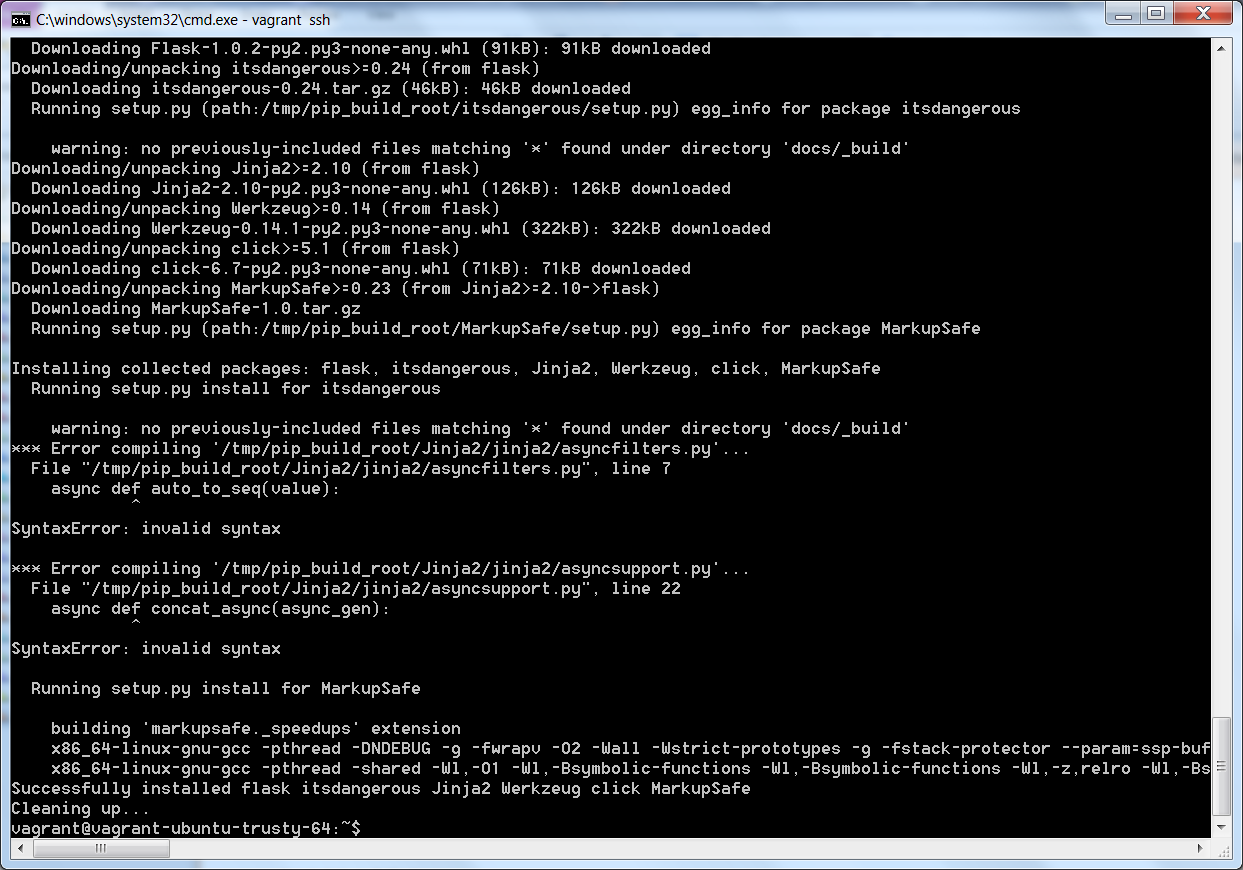 C:\windows\system32\cmd.exe - vagrant  ssh
  Downloading Flask-1.0.2-py2.py3-none-any.whl (91kB): 91kB downloaded
Downloading/unpacking itsdangerous>=0.24 (from flask)
  Downloading itsdangerous-0.24.tar.gz (46kB): 46kB downloaded
  Running setup.py (path:/tmp/pip_build_root/itsdangerous/setup.py) egg_info for package itsdangerous
    warning: no previously-included files matching '*' found under directory 'docs/_build'
Downloading/unpacking Jinja2>=2.10 (from flask)
  Downloading Jinja2-2.10-py2.py3-none-any.whl (126kB): 126kB downloaded
Downloading/unpacking Werkzeug>=0.14 (from flask)
  Downloading Werkzeug-0.14.1-py2.py3-none-any.whl (322kB): 322kB downloaded
Downloading/unpacking click>=5.1 (from flask)
  Downloading click-6.7-py2.py3-none-any.whl (71kB): 71kB downloaded
Downloading/unpacking MarkupSafe>=0.23 (from Jinja2>=2.10->flask)
  Downloading MarkupSafe-1.0.tar.gz
  Running setup.py (path:/tmp/pip_build_root/MarkupSafe/setup.py) egg_info for package MarkupSafe
Installing collected packages: flask, itsdangerous, Jinja2, Werkzeug, click, MarkupSafe
  Running setup.py install for itsdangerous
    warning: no previously-included files matching '*' found under directory 'docs/_build'
*** Error compiling '/tmp/pip_build_root/Jinja2/jinja2/asyncfilters.py'...
  File "/tmp/pip_build_root/Jinja2/jinja2/asyncfilters.py", line 7
    async def auto_to_seq(value):
            ^
SyntaxError: invalid syntax
*** Error compiling '/tmp/pip_build_root/Jinja2/jinja2/asyncsupport.py'...
  File "/tmp/pip_build_root/Jinja2/jinja2/asyncsupport.py", line 22
    async def concat_async(async_gen):
            ^
SyntaxError: invalid syntax
  Running setup.py install for MarkupSafe
    building 'markupsafe._speedups' extension
    x86_64-linux-gnu-gcc -pthread -DNDEBUG -g -fwrapv -O2 -Wall -Wstrict-prototypes -g -fstack-protector --param=ssp-buf
    x86_64-linux-gnu-gcc -pthread -shared -Wl,-O1 -Wl,-Bsymbolic-functions -Wl,-Bsymbolic-functions -Wl,-z,relro -Wl,-Bs
Successfully installed flask itsdangerous Jinja2 Werkzeug click MarkupSafe
Cleaning up...
vagrant@vagrant-ubuntu-trusty-64:~$